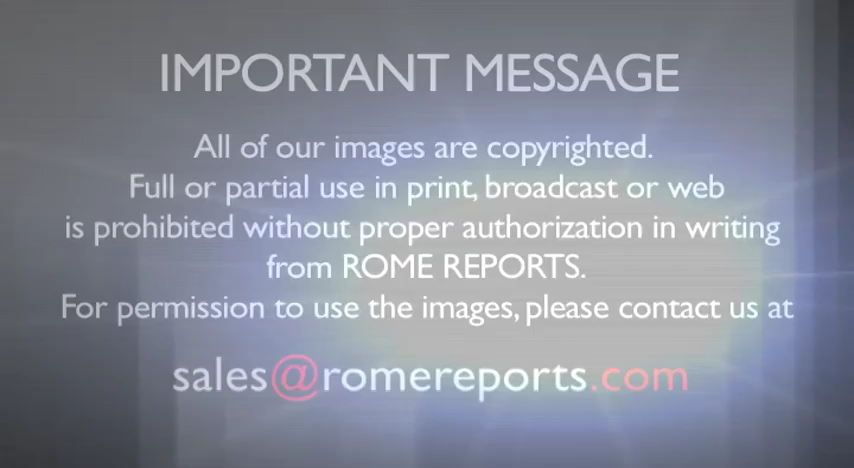 IMPORTANT MESSAGE
All of our images are copyrighted.
Full or partial use in print, broadcast or web
is prohibited without proper authorization in writing
from ROME REPORTS.
For permission to use the images, please contact us at
sales@romereports.com